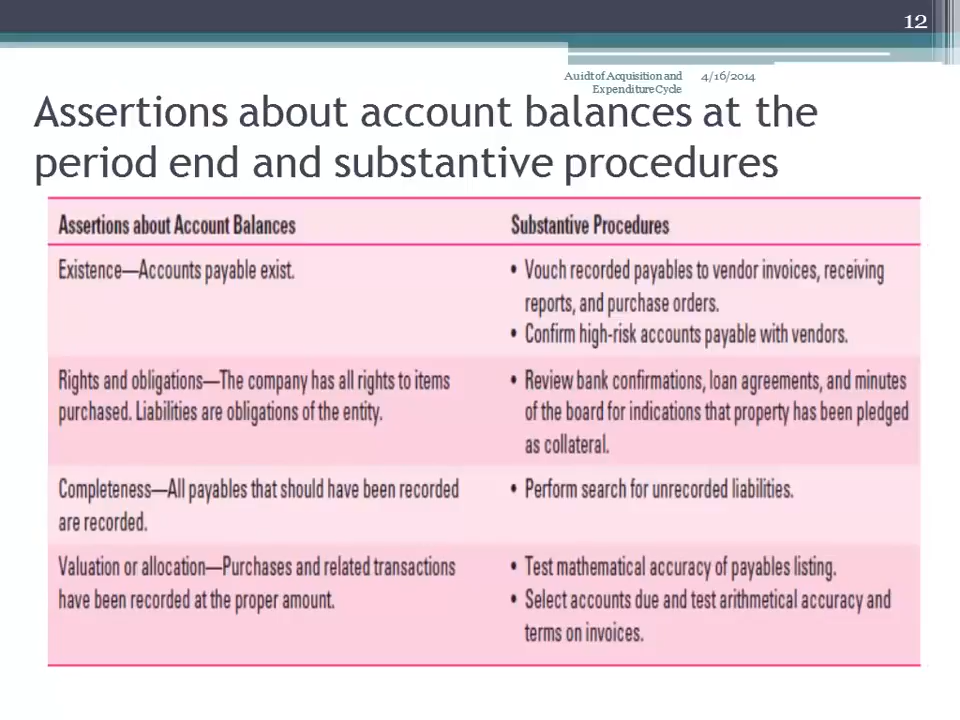 12
Auidt of Acquisition and
Expenditure Cycle
4/16/2014
Assertions about account balances at the
period end and substantive procedures
Assertions about Account Balances
Substantive Procedures
Existence—Accounts payable exist.
• Vouch recorded payables to vendor invoices, receiving
reports, and purchase orders.
• Confirm high-risk accounts payable with vendors.
Rights and obligations—The company has all rights to items
purchased. Liabilities are obligations of the entity.
• Review bank confirmations, loan agreements, and minutes
of the board for indications that property has been pledged
as collateral.
Completeness—All payables that should have been recorded
are recorded.
• Perform search for unrecorded liabilities.
Valuation or allocation—Purchases and related transactions
have been recorded at the proper amount.
• Test mathematical accuracy of payables listing.
• Select accounts due and test arithmetical accuracy and
terms on invoices.